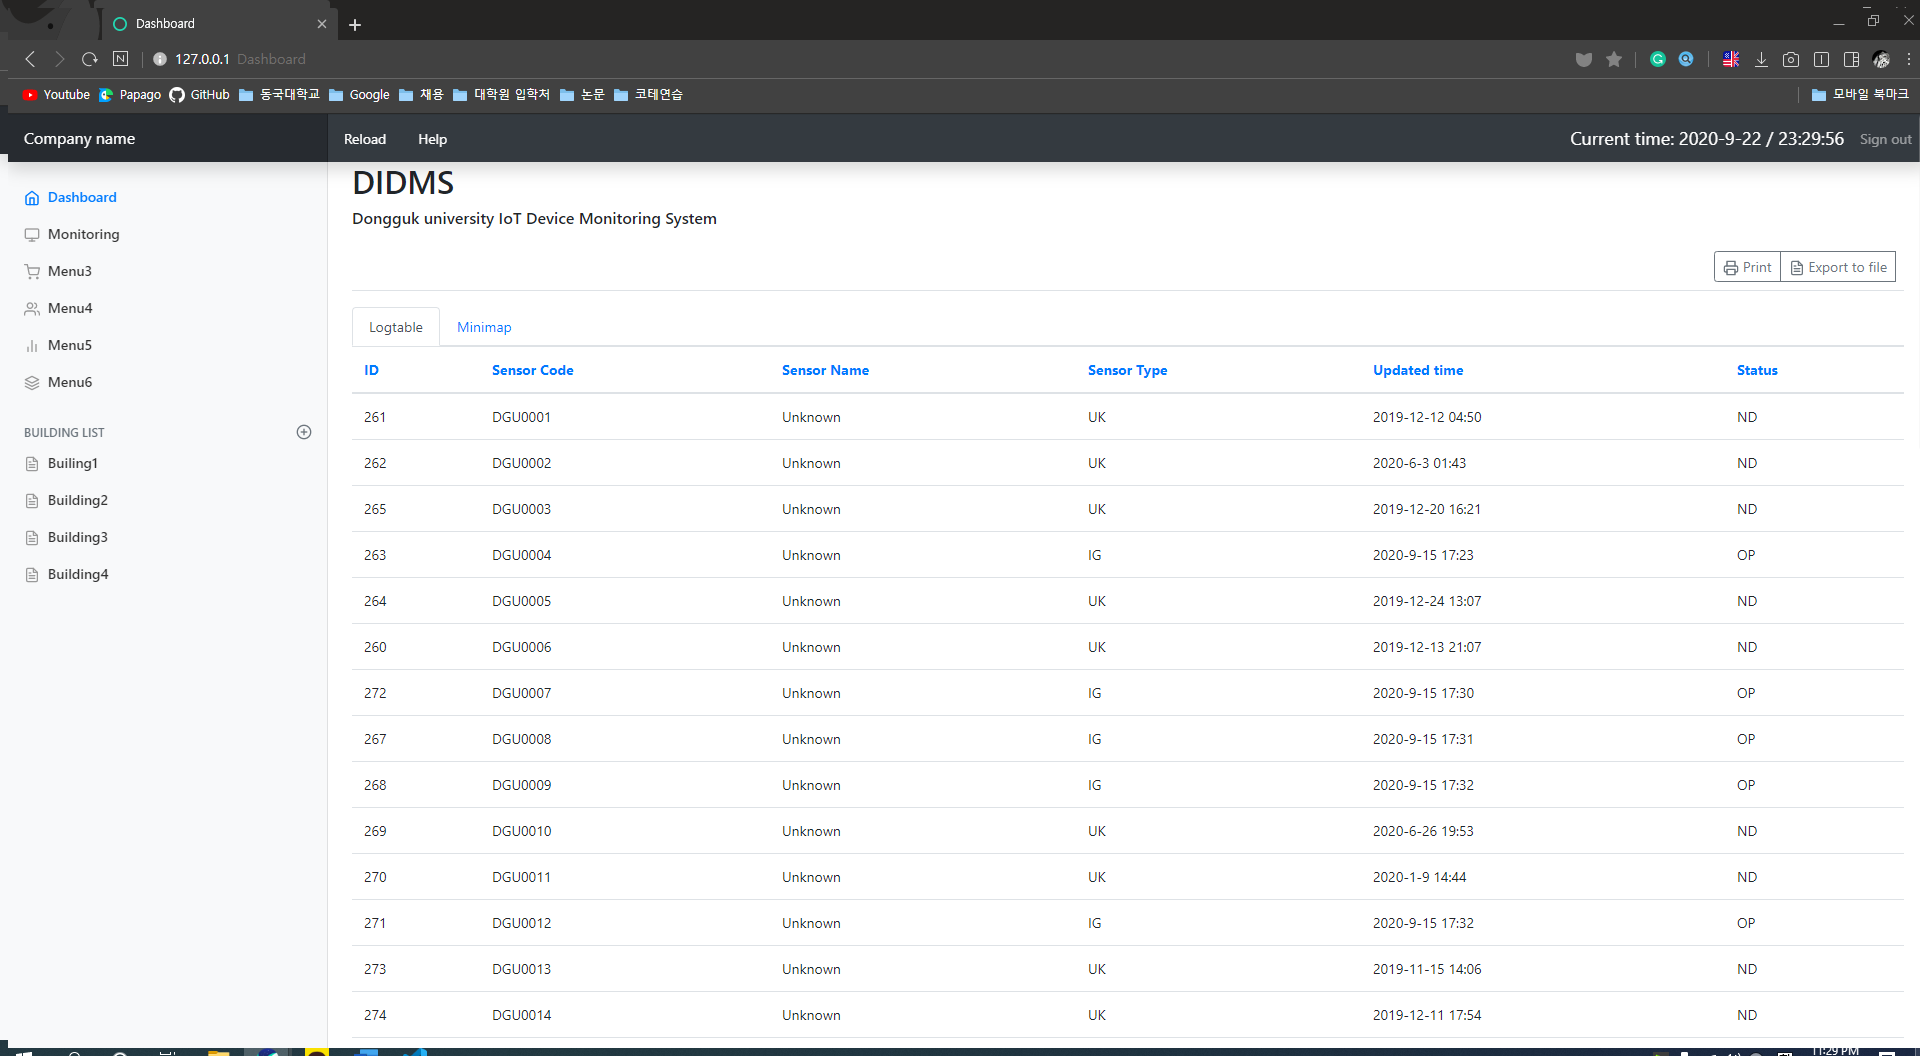 Dashboard
127.0.0.1 Dashboard
Youtube Papago GitHub 동국대학교 Google 채용 대학원 입학처 논문 코테연습 모바일 북마크
Company name Reload Help Current time: 2020-9-22 / 23:29:56 Sign out
DIDMS
Dongguk university IoT Device Monitoring System
Print Export to file
Dashboard
Monitoring
Menu3
Menu4
Menu5
Menu6
BUILDING LIST
Builing1
Building2
Building3
Building4
Logtable Minimap
ID Sensor Code Sensor Name Sensor Type Updated time Status
261 DGU0001 Unknown UK 2019-12-12 04:50 ND
262 DGU0002 Unknown UK 2020-6-3 01:43 ND
265 DGU0003 Unknown UK 2019-12-20 16:21 ND
263 DGU0004 Unknown IG 2020-9-15 17:23 OP
264 DGU0005 Unknown UK 2019-12-24 13:07 ND
260 DGU0006 Unknown UK 2019-12-13 21:07 ND
272 DGU0007 Unknown IG 2020-9-15 17:30 OP
267 DGU0008 Unknown IG 2020-9-15 17:31 OP
268 DGU0009 Unknown IG 2020-9-15 17:32 OP
269 DGU0010 Unknown UK 2020-6-26 19:53 ND
270 DGU0011 Unknown UK 2020-1-9 14:44 ND
271 DGU0012 Unknown IG 2020-9-15 17:32 OP
273 DGU0013 Unknown UK 2019-11-15 14:06 ND
274 DGU0014 Unknown UK 2019-12-11 17:54 ND
11:29 PM